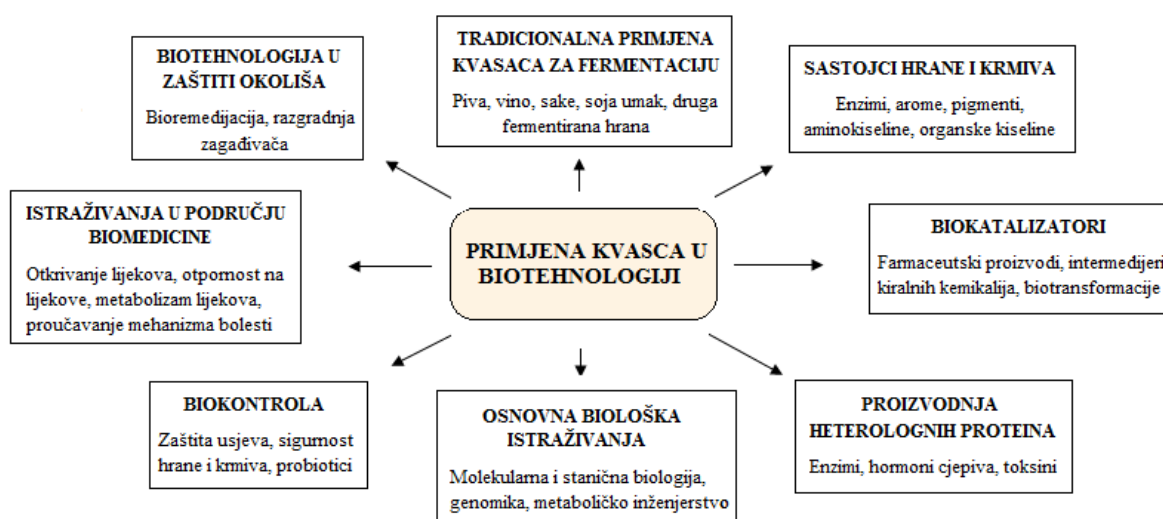 BIOTEHNOLOGIJA U
ZAŠTITI OKOLIŠA
Bioremedijacija, razgradnja
zagađivača
TRADICIONALNA PRIMJENA
KVASACA ZA FERMENTACIJU
Piva, vino, sake, soja umak, druga
fermentirana hrana
SASTOJCI HRANE I KRMIVA
Enzimi, arome, pigmenti,
aminokiseline, organske kiseline
ISTRAŽIVANJA U PODRUČJU
BIOMEDICINE
Otkrivanje lijekova, otpornost na
lijekove, metabolizam lijekova,
proučavanje mehanizma bolesti
PRIMJENA KVASCA U
BIOTEHNOLOGIJI
BIOKATALIZATORI
Farmaceutski proizvodi, intermedijeri
kiralnih kemikalija, biotransformacije
BIOKONTROLA
Zaštita usjeva, sigurnost
hrane i krmiva, probiotici
OSNOVNA BIOLOŠKA
ISTRAŽIVANJA
Molekularna i stanična biologija,
genomika, metaboličko inženjerstvo
PROIZVODNJA
HETEROLOGNIH PROTEINA
Enzimi, hormoni cjepiva, toksini